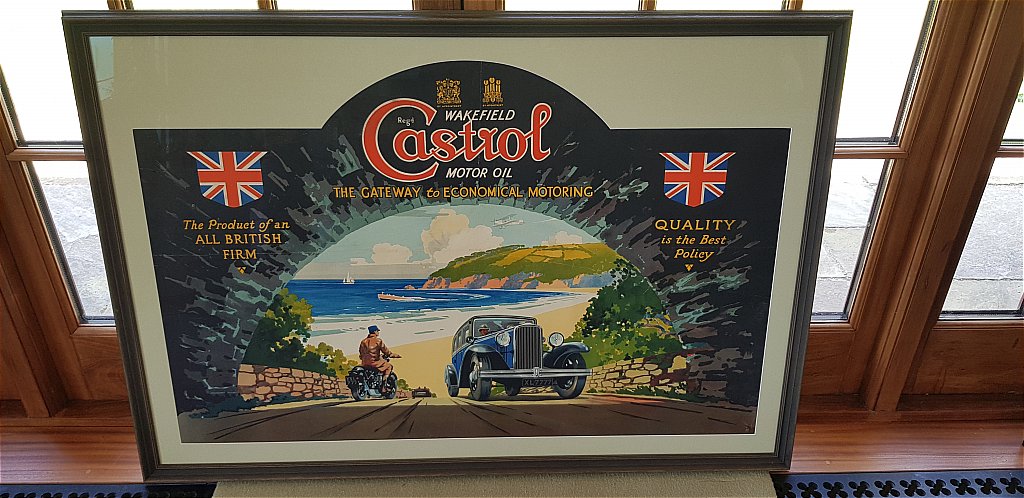 Regd
WAKEFIELD
Castrol
MOTOR OIL
THE GATEWAY to ECONOMICAL MOTORING
The Product of an
ALL BRITISH
FIRM
QUALITY
is the Best
Policy